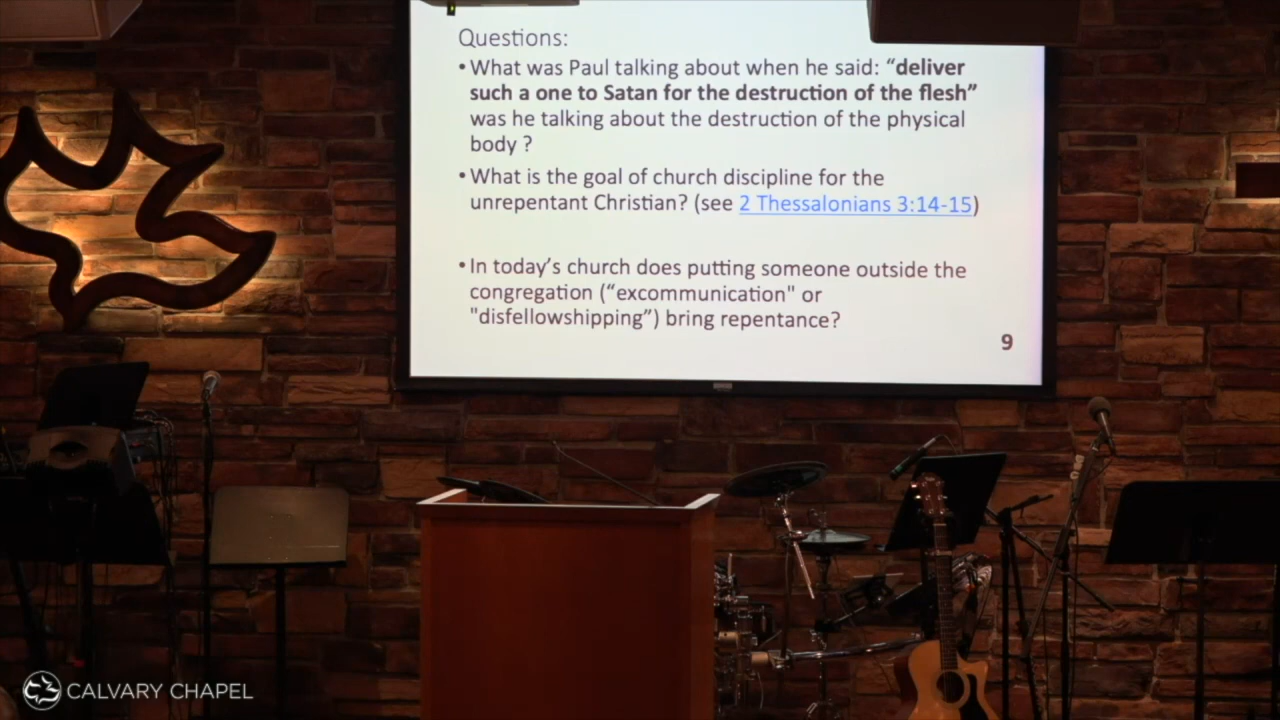 Questions:
• What was Paul talking about when he said: “deliver
such a one to Satan for the destruction of the flesh”
was he talking about the destruction of the physical
body ?
• What is the goal of church discipline for the
unrepentant Christian? (see 2 Thessalonians 3:14-15)
• In today’s church does putting someone outside the
congregation (“excommunication" or
"disfellowshipping”) bring repentance?
9
CALVARY CHAPEL